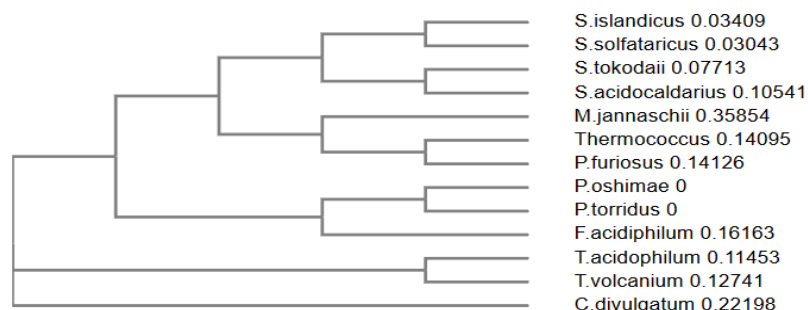 S.islandicus 0.03409
S.solfataricus 0.03043
S.tokodaii 0.07713
S.acidocaldarius 0.10541
M.jannaschii 0.35854
Thermococcus 0.14095
P.furiosus 0.14126
P.oshimae 0
P.torridus 0
F.acidiphilum 0.16163
T.acidophilum 0.11453
T.volcanium 0.12741
C.divulgatum 0.22198